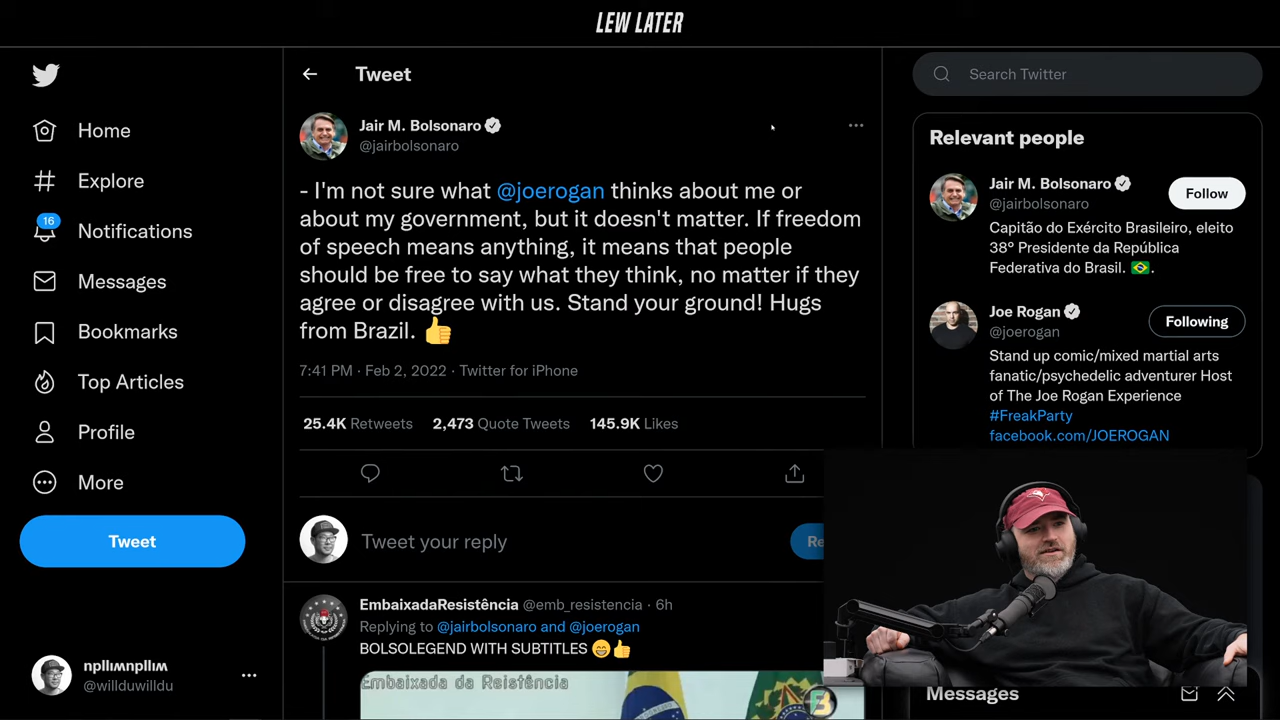 LEW LATER
Home
Explore
16
Notifications
Messages
Bookmarks
Top Articles
Profile
More
Tweet
npllimnpllim
@willduwilldu
Tweet
Jair M. Bolsonaro
@jairbolsonaro
- I'm not sure what @joerogan thinks about me or
about my government, but it doesn't matter. If freedom
of speech means anything, it means that people
should be free to say what they think, no matter if they
agree or disagree with us. Stand your ground! Hugs
from Brazil. 👍
7:41 PM · Feb 2, 2022 · Twitter for iPhone
25.4K Retweets 2,473 Quote Tweets 145.9K Likes
Tweet your reply
Re
EmbaixadaResistência @emb_resistencia · 6h
Replying to @jairbolsonaro and @joerogan
BOLSOLEGEND WITH SUBTITLES 😁👍
Embaixada da Resistência
Search Twitter
Relevant people
Jair M. Bolsonaro
@jairbolsonaro
Follow
Capitão do Exército Brasileiro, eleito
38º Presidente da República
Federativa do Brasil. 🇧🇷.
Joe Rogan
@joerogan
Following
Stand up comic/mixed martial arts
fanatic/psychedelic adventurer Host
of The Joe Rogan Experience
#FreakParty
facebook.com/JOEROGAN
Messages